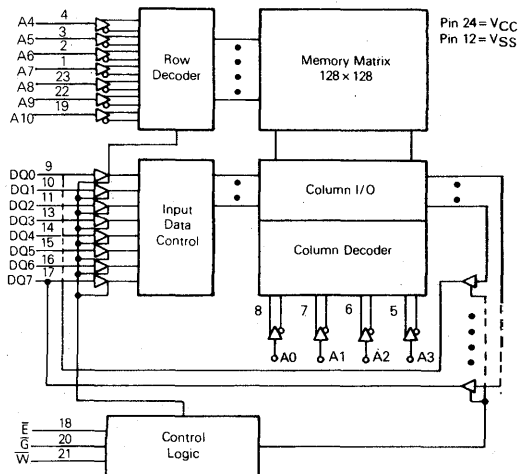 Pin 24 = VCC
Pin 12 = VSS
A4 4
A5 3
A6 2
A7 1
A8 23
A9 22
A10 19
Row
Decoder
Memory Matrix
128 × 128
DQ0 9
DQ1 10
DQ2 11
DQ3 13
DQ4 14
DQ5 15
DQ6 16
DQ7 17
Input
Data
Control
Column I/O
Column Decoder
8 7 6 5
A0 A1 A2 A3
E̅ 18
G̅ 20
W̅ 21
Control
Logic